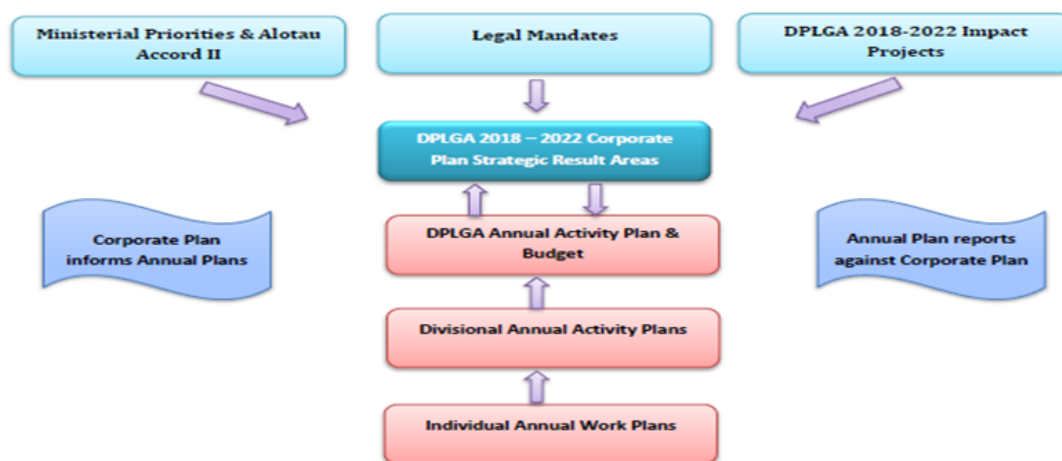 Ministerial Priorities & Alotau
Accord II
Legal Mandates
DPLGA 2018-2022 Impact
Projects
DPLGA 2018 – 2022 Corporate
Plan Strategic Result Areas
Corporate Plan
informs Annual Plans
DPLGA Annual Activity Plan &
Budget
Annual Plan reports
against Corporate Plan
Divisional Annual Activity Plans
Individual Annual Work Plans